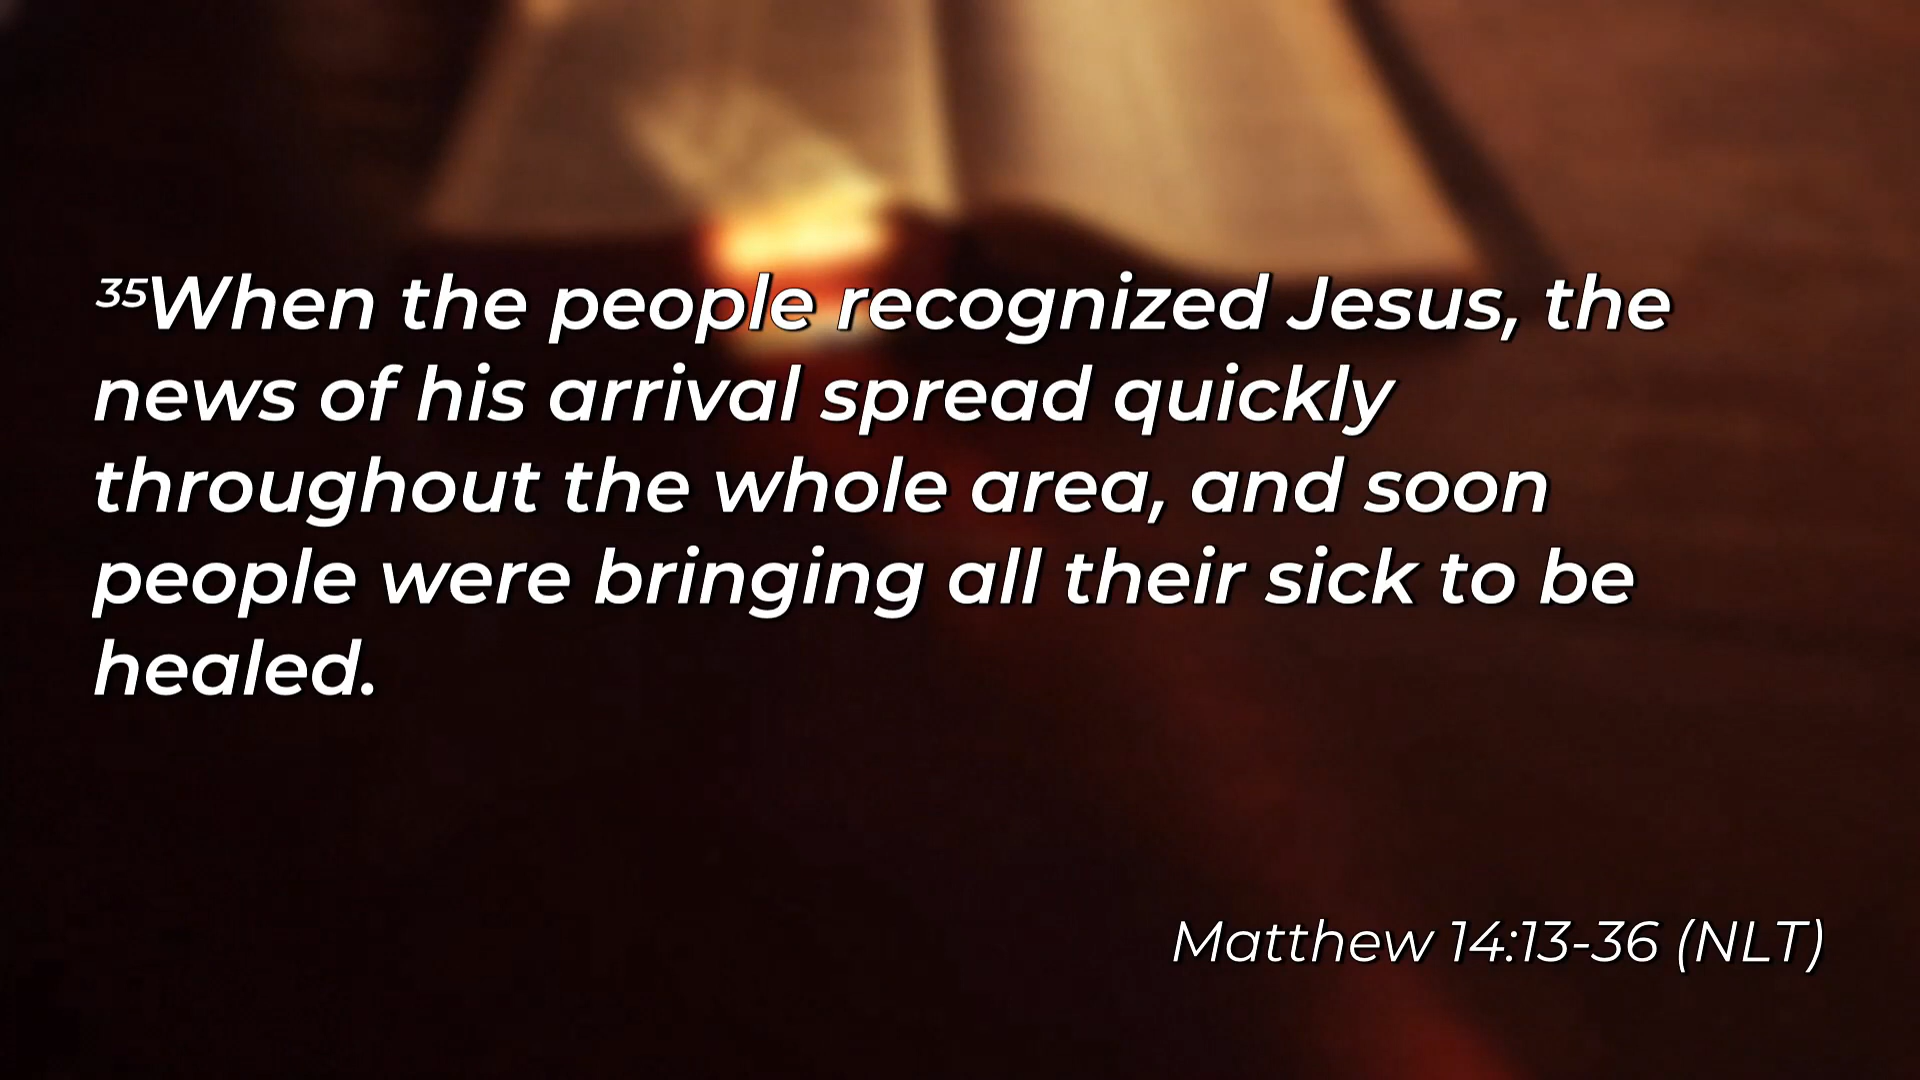 ³⁵When the people recognized Jesus, the
news of his arrival spread quickly
throughout the whole area, and soon
people were bringing all their sick to be
healed.
Matthew 14:13-36 (NLT)